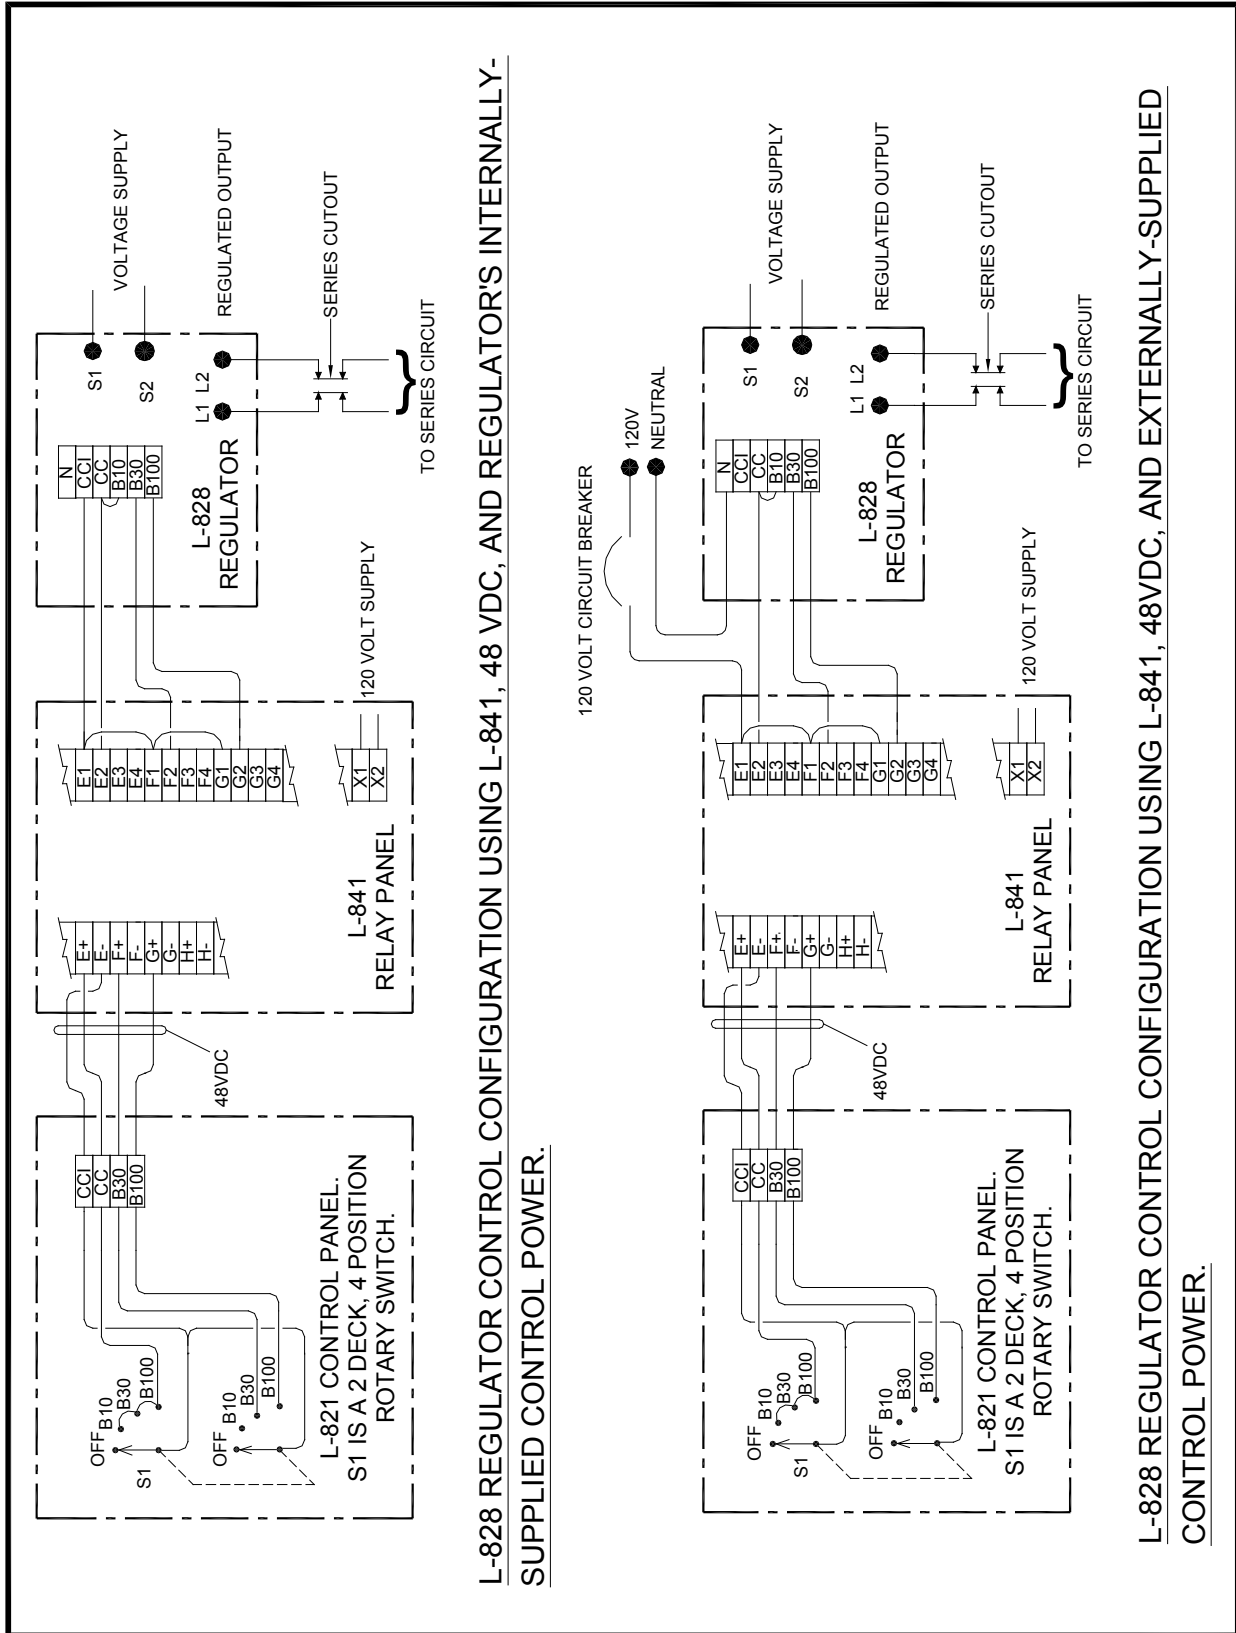 OFF
B10
B30
B100
S1
OFF
B10
B30
B100
L-821 CONTROL PANEL.
S1 IS A 2 DECK, 4 POSITION
ROTARY SWITCH.
CCI
CC
B30
B100
48VDC
E+
E-
F+
F-
G+
G-
H+
H-
L-841
RELAY PANEL
E1
E2
E3
E4
F1
F2
F3
F4
G1
G2
G3
G4
X1
X2
120 VOLT SUPPLY
N
CCI
CC
B10
B30
B100
L-828
REGULATOR
S1
S2
L1 L2
VOLTAGE SUPPLY
REGULATED OUTPUT
SERIES CUTOUT
TO SERIES CIRCUIT
L-828 REGULATOR CONTROL CONFIGURATION USING L-841, 48 VDC, AND REGULATOR'S INTERNALLY-
SUPPLIED CONTROL POWER.
OFF
B10
B30
B100
S1
OFF
B10
B30
B100
L-821 CONTROL PANEL.
S1 IS A 2 DECK, 4 POSITION
ROTARY SWITCH.
CCI
CC
B30
B100
48VDC
E+
E-
F+
F-
G+
G-
H+
H-
L-841
RELAY PANEL
E1
E2
E3
E4
F1
F2
F3
F4
G1
G2
G3
G4
X1
X2
120 VOLT SUPPLY
120 VOLT CIRCUIT BREAKER
120V
NEUTRAL
N
CCI
CC
B10
B30
B100
L-828
REGULATOR
S1
S2
L1 L2
VOLTAGE SUPPLY
REGULATED OUTPUT
SERIES CUTOUT
TO SERIES CIRCUIT
L-828 REGULATOR CONTROL CONFIGURATION USING L-841, 48VDC, AND EXTERNALLY-SUPPLIED
CONTROL POWER.